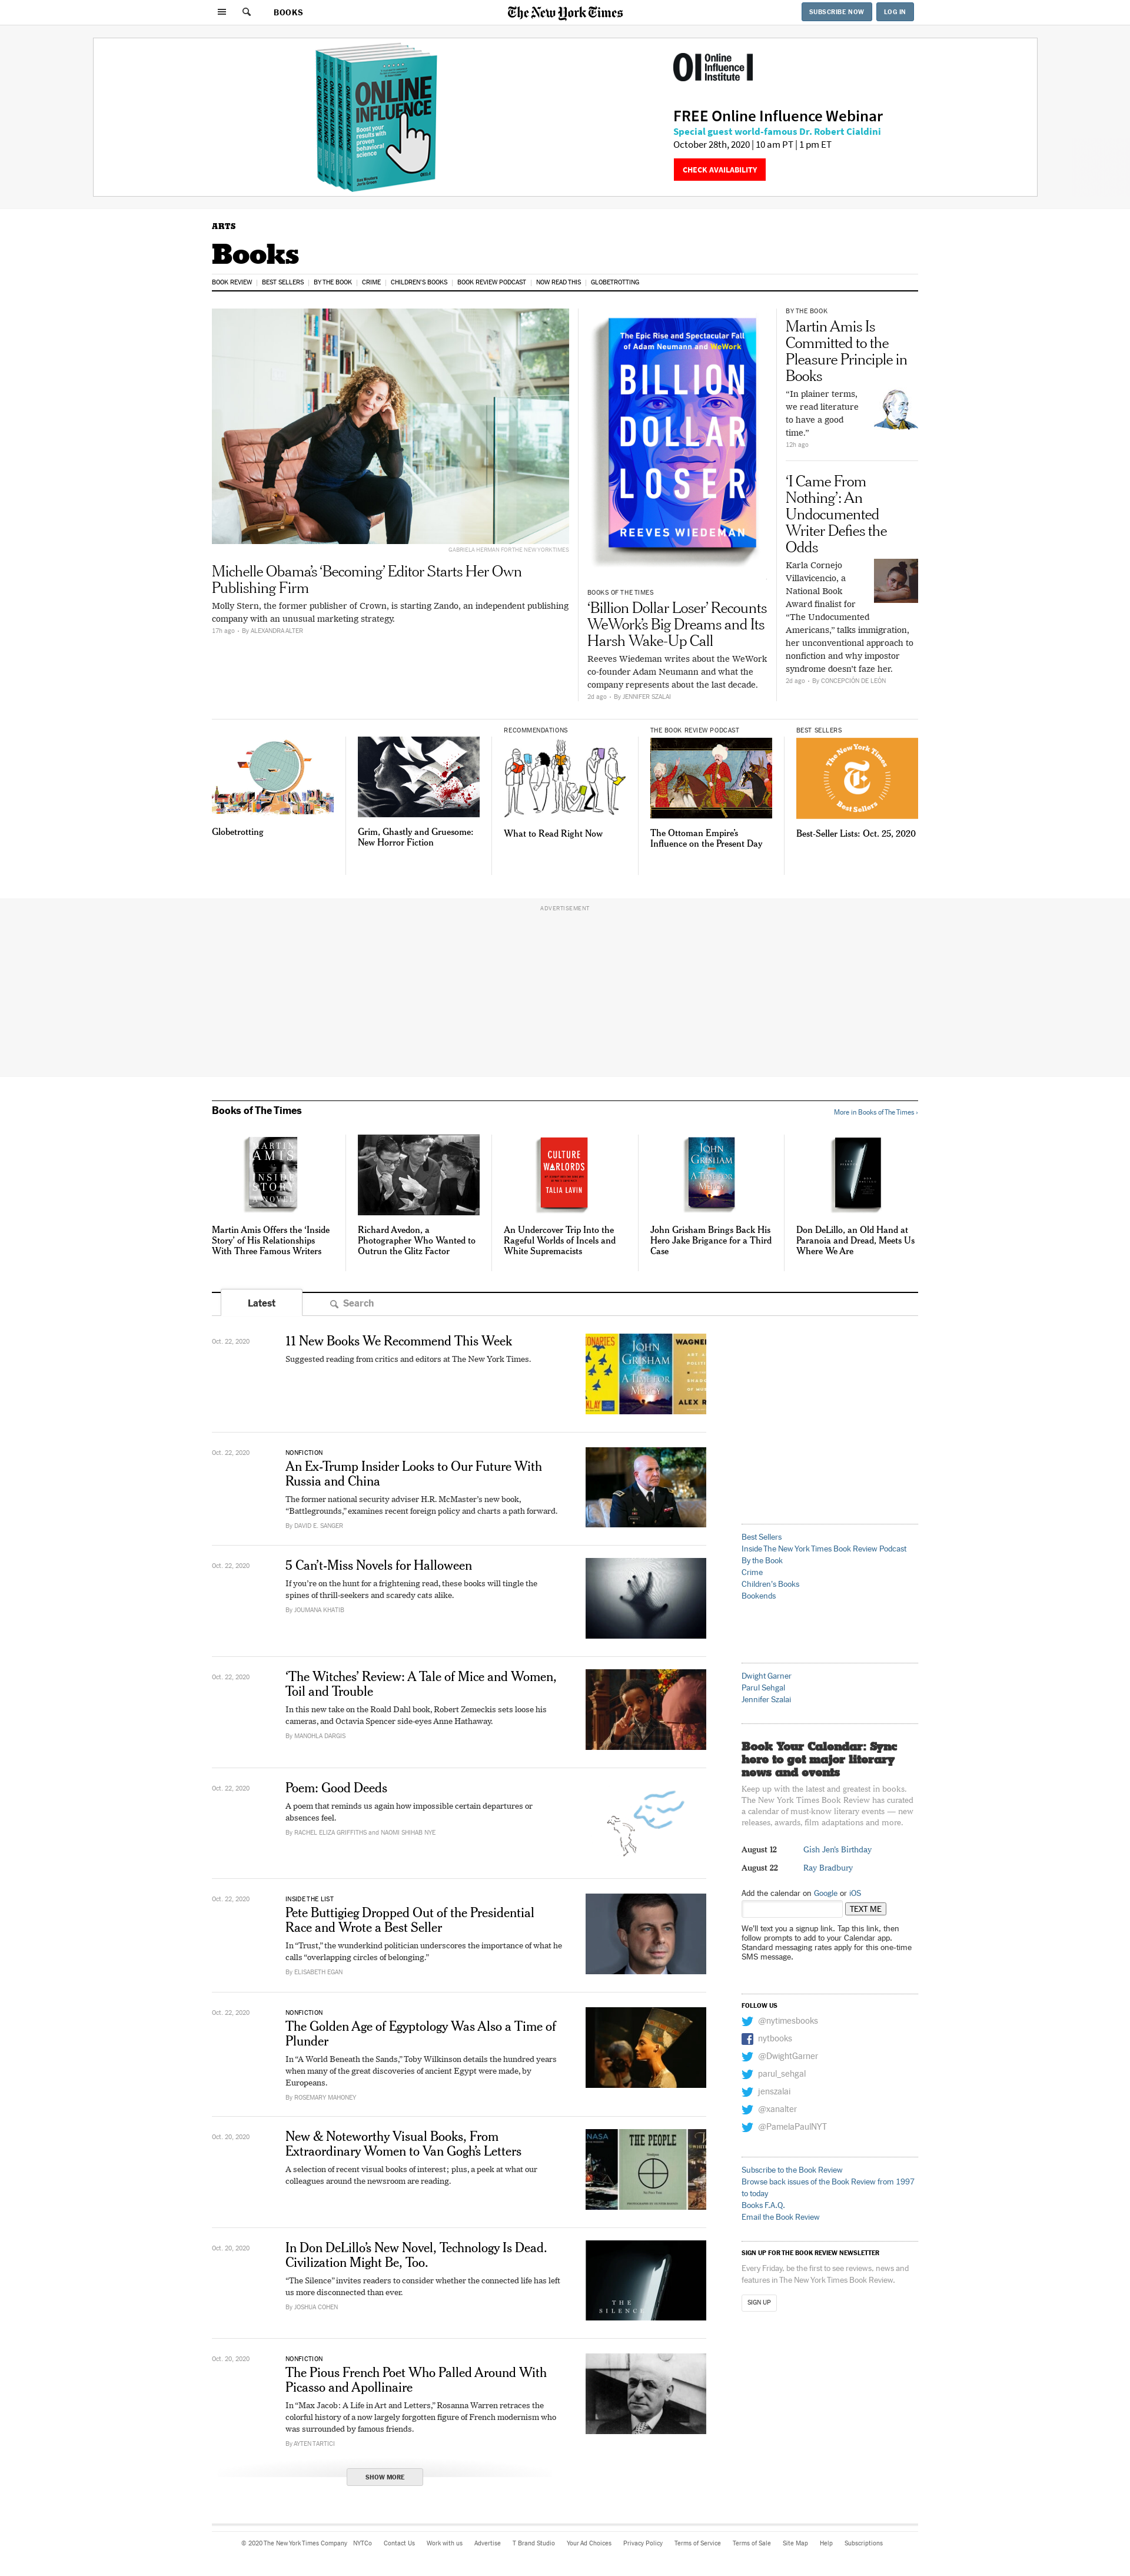 BOOKS
The New York Times
SUBSCRIBE NOW
LOG IN
ONLINE
INFLUENCE
Boost your
results with
proven
behavioral
science
OI Online
Influence
Institute
FREE Online Influence Webinar
Special guest world-famous Dr. Robert Cialdini
October 28th, 2020 | 10 am PT | 1 pm ET
CHECK AVAILABILITY
ARTS
Books
BOOK REVIEW | BEST SELLERS | BY THE BOOK | CRIME | CHILDREN'S BOOKS | BOOK REVIEW PODCAST | NOW READ THIS | GLOBETROTTING
GABRIELA HERMAN FOR THE NEW YORK TIMES
Michelle Obama's 'Becoming' Editor Starts Her Own
Publishing Firm
Molly Stern, the former publisher of Crown, is starting Zando, an independent publishing
company with an unusual marketing strategy.
17h ago • By ALEXANDRA ALTER
The Epic Rise and Spectacular Fall
of Adam Neumann and WeWork
BILLION
DOLLAR
LOSER
REEVES WIEDEMAN
BOOKS OF THE TIMES
'Billion Dollar Loser' Recounts
WeWork's Big Dreams and Its
Harsh Wake-Up Call
Reeves Wiedeman writes about the WeWork
co-founder Adam Neumann and what the
company represents about the last decade.
2d ago • By JENNIFER SZALAI
BY THE BOOK
Martin Amis Is
Committed to the
Pleasure Principle in
Books
“In plainer terms,
we read literature
to have a good
time.”
12h ago
'I Came From
Nothing': An
Undocumented
Writer Defies the
Odds
Karla Cornejo
Villavicencio, a
National Book
Award finalist for
“The Undocumented
Americans,” talks immigration,
her unconventional approach to
nonfiction and why impostor
syndrome doesn't faze her.
2d ago • By CONCEPCIÓN DE LEÓN
Globetrotting
Grim, Ghastly and Gruesome:
New Horror Fiction
RECOMMENDATIONS
What to Read Right Now
THE BOOK REVIEW PODCAST
The Ottoman Empire's
Influence on the Present Day
BEST SELLERS
The New York Times
Best Sellers
Best-Seller Lists: Oct. 25, 2020
ADVERTISEMENT
Books of The Times
More in Books of The Times ›
MARTIN
AMIS
INSIDE
STORY
A NOVEL
Martin Amis Offers the 'Inside
Story' of His Relationships
With Three Famous Writers
Richard Avedon, a
Photographer Who Wanted to
Outrun the Glitz Factor
CULTURE
WARLORDS
TALIA LAVIN
An Undercover Trip Into the
Rageful Worlds of Incels and
White Supremacists
JOHN
GRISHAM
A TIME FOR
MERCY
John Grisham Brings Back His
Hero Jake Brigance for a Third
Case
Don DeLillo, an Old Hand at
Paranoia and Dread, Meets Us
Where We Are
Latest
Search
Oct. 22, 2020
11 New Books We Recommend This Week
Suggested reading from critics and editors at The New York Times.
JOHN
GRISHAM
A TIME FOR
MERCY
WAGNER
ALEX R
Oct. 22, 2020
NONFICTION
An Ex-Trump Insider Looks to Our Future With
Russia and China
The former national security adviser H.R. McMaster's new book,
“Battlegrounds,” examines recent foreign policy and charts a path forward.
By DAVID E. SANGER
Oct. 22, 2020
5 Can't-Miss Novels for Halloween
If you're on the hunt for a frightening read, these books will tingle the
spines of thrill-seekers and scaredy cats alike.
By JOUMANA KHATIB
Oct. 22, 2020
'The Witches' Review: A Tale of Mice and Women,
Toil and Trouble
In this new take on the Roald Dahl book, Robert Zemeckis sets loose his
cameras, and Octavia Spencer side-eyes Anne Hathaway.
By MANOHLA DARGIS
Oct. 22, 2020
Poem: Good Deeds
A poem that reminds us again how impossible certain departures or
absences feel.
By RACHEL ELIZA GRIFFITHS and NAOMI SHIHAB NYE
Oct. 22, 2020
INSIDE THE LIST
Pete Buttigieg Dropped Out of the Presidential
Race and Wrote a Best Seller
In “Trust,” the wunderkind politician underscores the importance of what he
calls “overlapping circles of belonging.”
By ELISABETH EGAN
Oct. 22, 2020
NONFICTION
The Golden Age of Egyptology Was Also a Time of
Plunder
In “A World Beneath the Sands,” Toby Wilkinson details the hundred years
when many of the great discoveries of ancient Egypt were made, by
Europeans.
By ROSEMARY MAHONEY
Oct. 20, 2020
New & Noteworthy Visual Books, From
Extraordinary Women to Van Gogh's Letters
A selection of recent visual books of interest; plus, a peek at what our
colleagues around the newsroom are reading.
NASA
THE PEOPLE
Oct. 20, 2020
In Don DeLillo's New Novel, Technology Is Dead.
Civilization Might Be, Too.
“The Silence” invites readers to consider whether the connected life has left
us more disconnected than ever.
By JOSHUA COHEN
THE
SILENCE
Oct. 20, 2020
NONFICTION
The Pious French Poet Who Palled Around With
Picasso and Apollinaire
In “Max Jacob: A Life in Art and Letters,” Rosanna Warren retraces the
colorful history of a now largely forgotten figure of French modernism who
was surrounded by famous friends.
By AYTEN TARTICI
SHOW MORE
Best Sellers
Inside The New York Times Book Review Podcast
By the Book
Crime
Children's Books
Bookends
Dwight Garner
Parul Sehgal
Jennifer Szalai
Book Your Calendar: Sync
here to get major literary
news and events
Keep up with the latest and greatest in books.
The New York Times Book Review has curated
a calendar of must-know literary events — new
releases, awards, film adaptations and more.
August 12 Gish Jen's Birthday
August 22 Ray Bradbury
Add the calendar on Google or iOS
TEXT ME
We'll text you a signup link. Tap this link, then
follow prompts to add to your Calendar app.
Standard messaging rates apply for this one-time
SMS message.
FOLLOW US
@nytimesbooks
nytbooks
@DwightGarner
parul_sehgal
jenszalai
@xanalter
@PamelaPaulNYT
Subscribe to the Book Review
Browse back issues of the Book Review from 1997
to today
Books F.A.Q.
Email the Book Review
SIGN UP FOR THE BOOK REVIEW NEWSLETTER
Every Friday, be the first to see reviews, news and
features in The New York Times Book Review.
SIGN UP
© 2020 The New York Times Company NYTCo Contact Us Work with us Advertise T Brand Studio Your Ad Choices Privacy Policy Terms of Service Terms of Sale Site Map Help Subscriptions